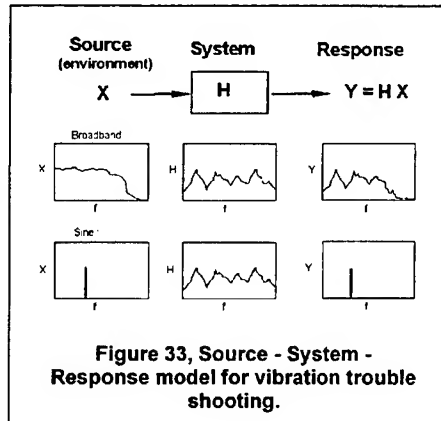 Source System Response
(environment)
X H Y = H X
Broadband
X H Y
f f f
Sine
X H Y
f f f
Figure 33, Source - System -
Response model for vibration trouble
shooting.